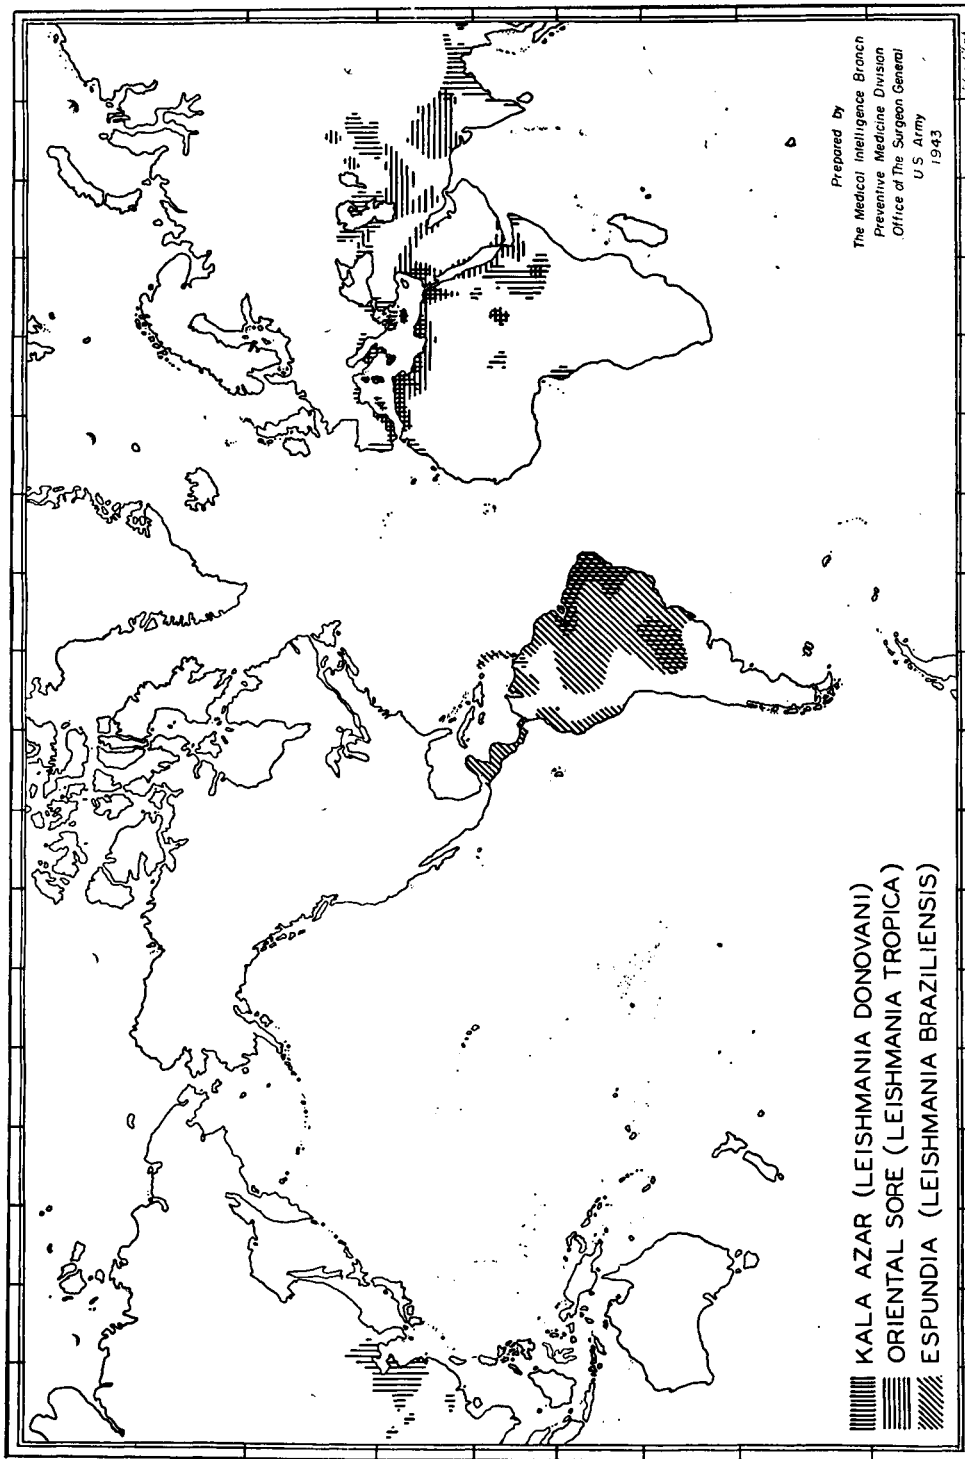 KALA AZAR (LEISHMANIA DONOVANI)
ORIENTAL SORE (LEISHMANIA TROPICA)
ESPUNDIA (LEISHMANIA BRAZILIENSIS)
Prepared by
The Medical Intelligence Branch
Preventive Medicine Division
Office of The Surgeon General
U S Army
1943